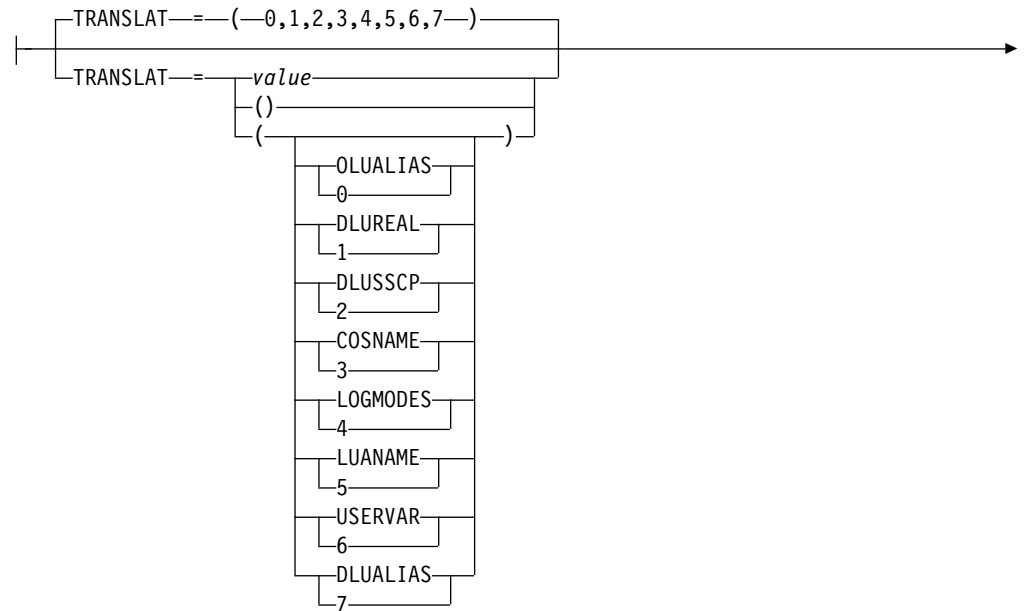 TRANSLAT=(0,1,2,3,4,5,6,7)
TRANSLAT=value
()
( )
OLUALIAS
0
DLUREAL
1
DLUSSCP
2
COSNAME
3
LOGMODES
4
LUANAME
5
USERVAR
6
DLUALIAS
7